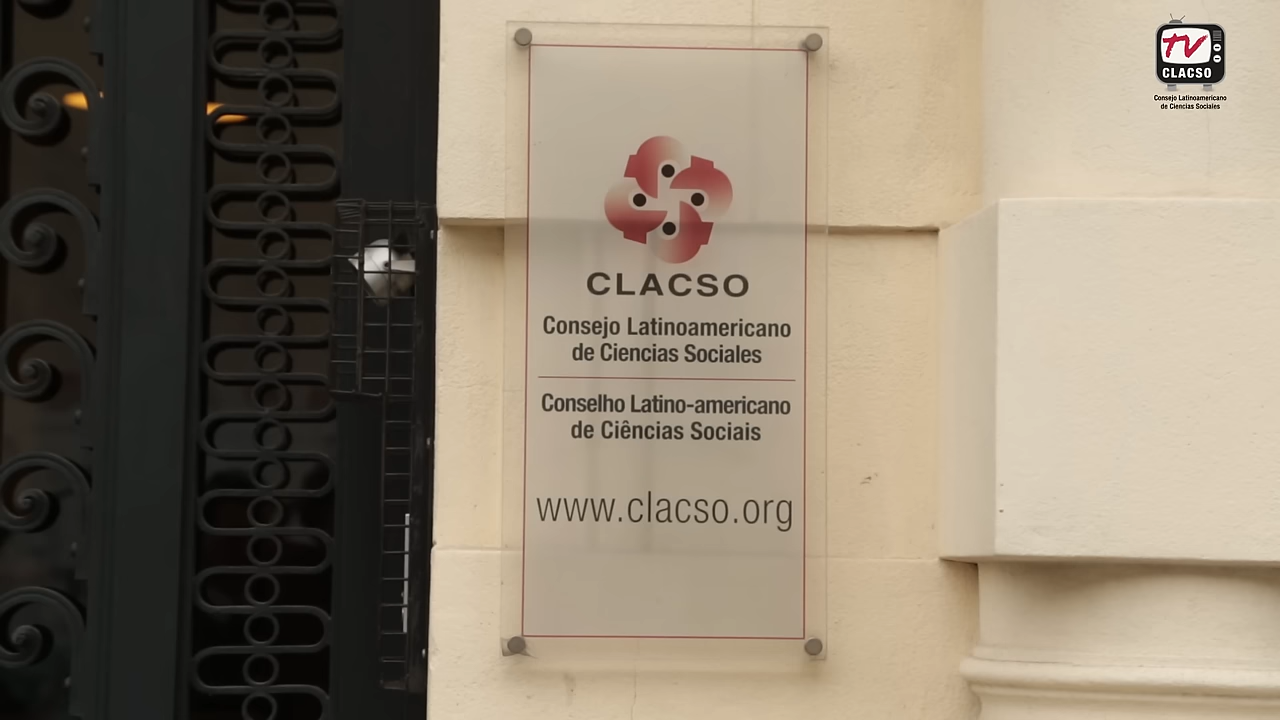 CLACSO
Consejo Latinoamericano
de Ciencias Sociales
Conselho Latino-americano
de Ciências Sociais
www.clacso.org
TV
CLACSO
Consejo Latinoamericano
de Ciencias Sociales